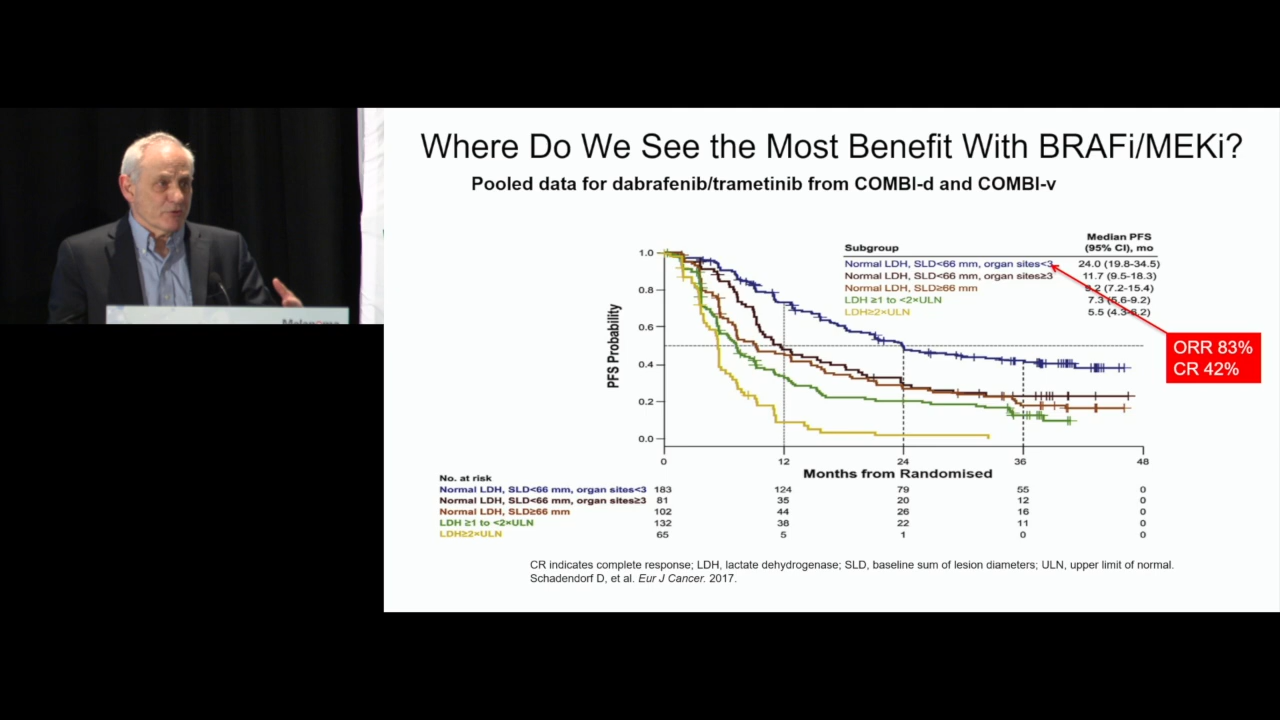 Where Do We See the Most Benefit With BRAFi/MEKi?
Pooled data for dabrafenib/trametinib from COMBI-d and COMBI-v
Subgroup Median PFS (95% CI), mo
Normal LDH, SLD<66 mm, organ sites<3 24.0 (19.8-34.5)
Normal LDH, SLD<66 mm, organ sites≥3 11.7 (9.5-18.3)
Normal LDH, SLD≥66 mm 9.2 (7.2-15.4)
LDH ≥1 to <2×ULN 7.3 (5.6-9.2)
LDH≥2×ULN 5.5 (4.3-6.2)
ORR 83%
CR 42%
PFS Probability
1.0
0.8
0.6
0.4
0.2
0.0
0 12 24 36 48
Months from Randomised
No. at risk
Normal LDH, SLD<66 mm, organ sites<3 183 124 79 55 0
Normal LDH, SLD<66 mm, organ sites≥3 81 35 20 12 0
Normal LDH, SLD≥66 mm 102 44 26 16 0
LDH ≥1 to <2×ULN 132 38 22 11 0
LDH≥2×ULN 65 5 1 0 0
CR indicates complete response; LDH, lactate dehydrogenase; SLD, baseline sum of lesion diameters; ULN, upper limit of normal.
Schadendorf D, et al. Eur J Cancer. 2017.